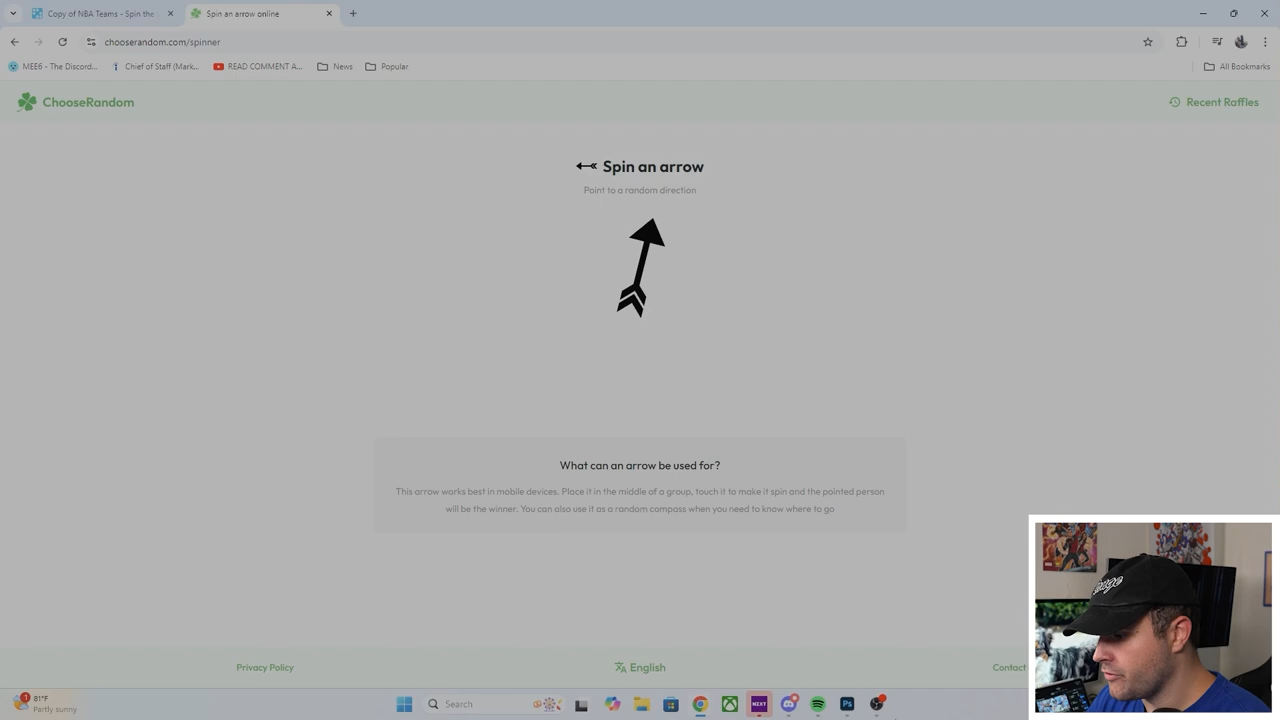 Copy of NBA Teams - Spin the
Spin an arrow online
chooserandom.com/spinner
MEE6 - The Discord...
Chief of Staff (Mark...
READ COMMENT A...
News
Popular
All Bookmarks
ChooseRandom
Recent Raffles
Spin an arrow
Point to a random direction
What can an arrow be used for?
This arrow works best in mobile devices. Place it in the middle of a group, touch it to make it spin and the pointed person
will be the winner. You can also use it as a random compass when you need to know where to go
Privacy Policy
English
Contact
1
81°F
Partly sunny
Search
NEXT
Ps